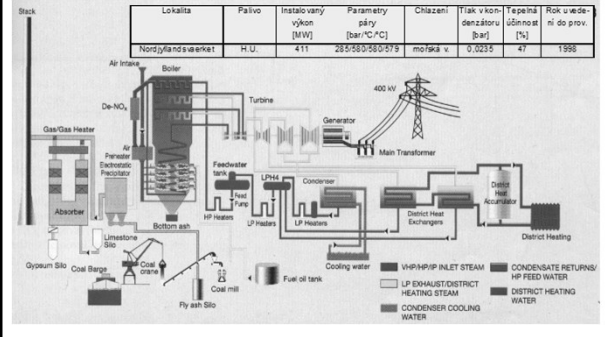 Lokalita Palivo Instalovaný výkon [MW] Parametry páry [bar/°C/°C] Chlazení Tlak v kondenzátoru [bar] Tepelná účinnost [%] Rok uvedení do prov.
Nordjyllandsvaerket H.U. 411 285/580/580/579 mořská v. 0,0235 47 1998
Stack
Air Intake
Boiler
De-NOx
Turbine
Generator
400 kV
Gas/Gas Heater
Air Preheater
Electrostatic
Precipitator
Main Transformer
Feedwater
tank
LPH4
Condenser
Feed
Pump
District
Heat
Accumulator
Absorber
HP Heaters
LP Heaters
LP Heaters
District Heat
Exchangers
District Heating
Bottom ash
Limestone
Silo
Gypsum Silo
Coal Barge
Coal
crane
Coal mill
Fly ash Silo
Fuel oil tank
Cooling water
VHP/HP/IP INLET STEAM
LP EXHAUST/DISTRICT
HEATING STEAM
CONDENSER COOLING
WATER
CONDENSATE RETURNS/
HP FEED WATER
DISTRICT HEATING
WATER